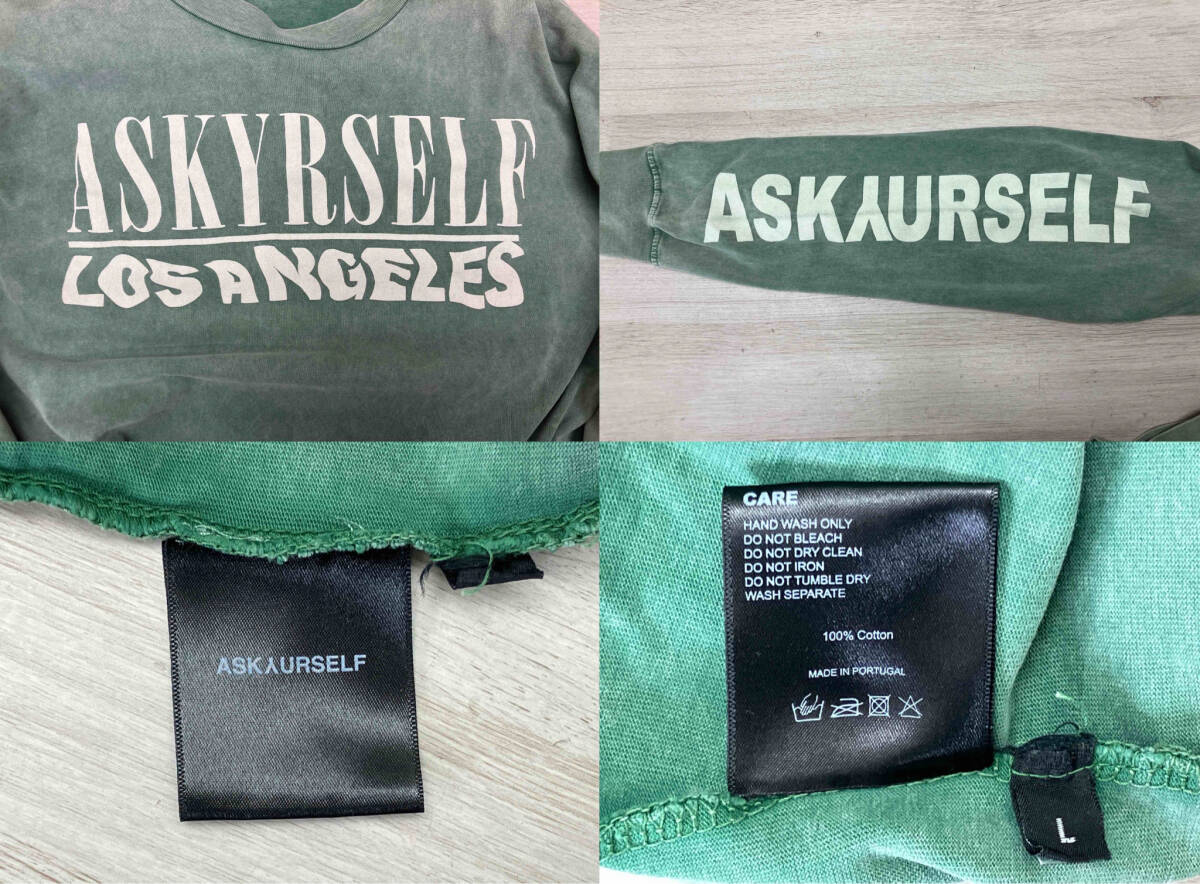 ASKYRSELF
LOS ANGELES
ASKYURSELF
ASKYURSELF
CARE
HAND WASH ONLY
DO NOT BLEACH
DO NOT DRY CLEAN
DO NOT IRON
DO NOT TUMBLE DRY
WASH SEPARATE
100% Cotton
MADE IN PORTUGAL
L